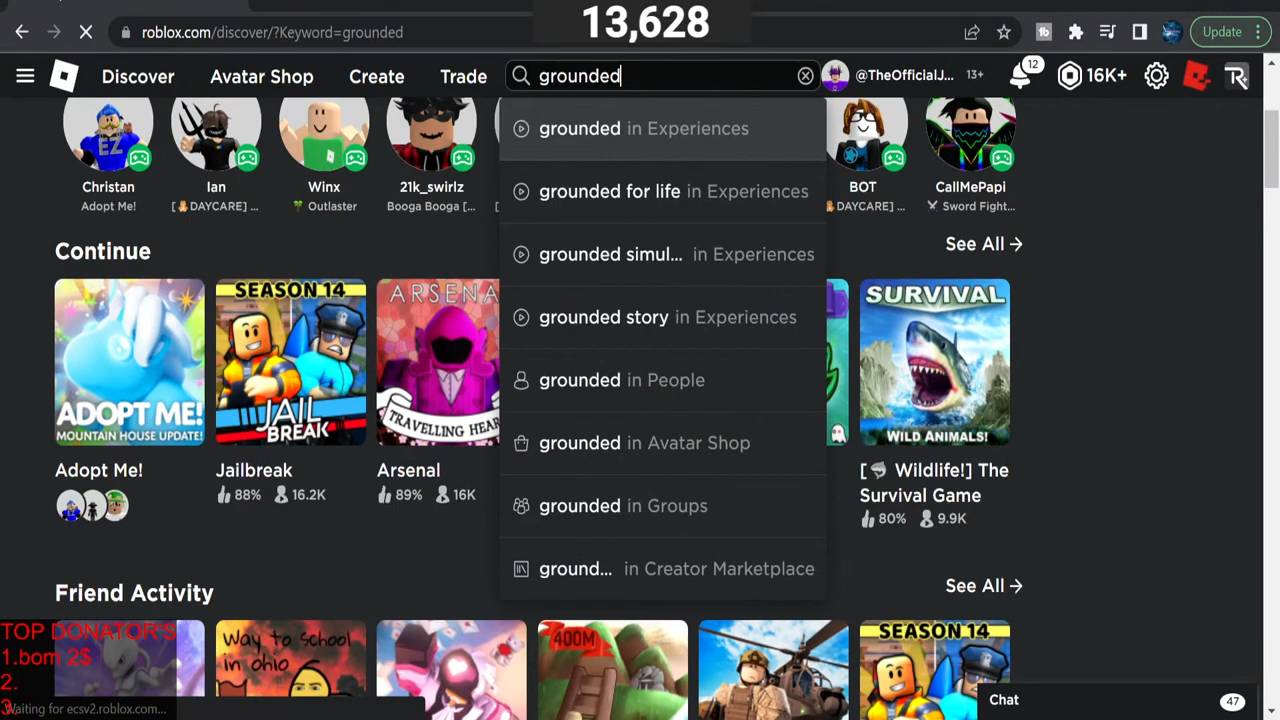 13,628
roblox.com/discover/?Keyword=grounded
Update
Discover
Avatar Shop
Create
Trade
grounded
@TheOfficialJ...
13+
12
16K+
grounded in Experiences
grounded for life in Experiences
grounded simul... in Experiences
grounded story in Experiences
grounded in People
grounded in Avatar Shop
grounded in Groups
ground... in Creator Marketplace
EZ
Christan
Adopt Me!
Ian
[🧸DAYCARE] ...
Winx
🌴 Outlaster
21k_swirlz
Booga Booga [...
BOT
🧸DAYCARE] ...
CallMePapi
⚔️ Sword Fight...
Continue
See All →
ADOPT ME!
MOUNTAIN HOUSE UPDATE!
SEASON 14
JAIL
BREAK
ARSENA
TRAVELLING HEAR
SURVIVAL
WILD ANIMALS!
Adopt Me!
Jailbreak
88% 16.2K
Arsenal
89% 16K
[🦈 Wildlife!] The
Survival Game
80% 9.9K
Friend Activity
See All →
TOP DONATOR'S
1.bom 2$
2.
3.
Way to school
in ohio
400M
SEASON 14
Waiting for ecsv2.roblox.com...
Chat
47